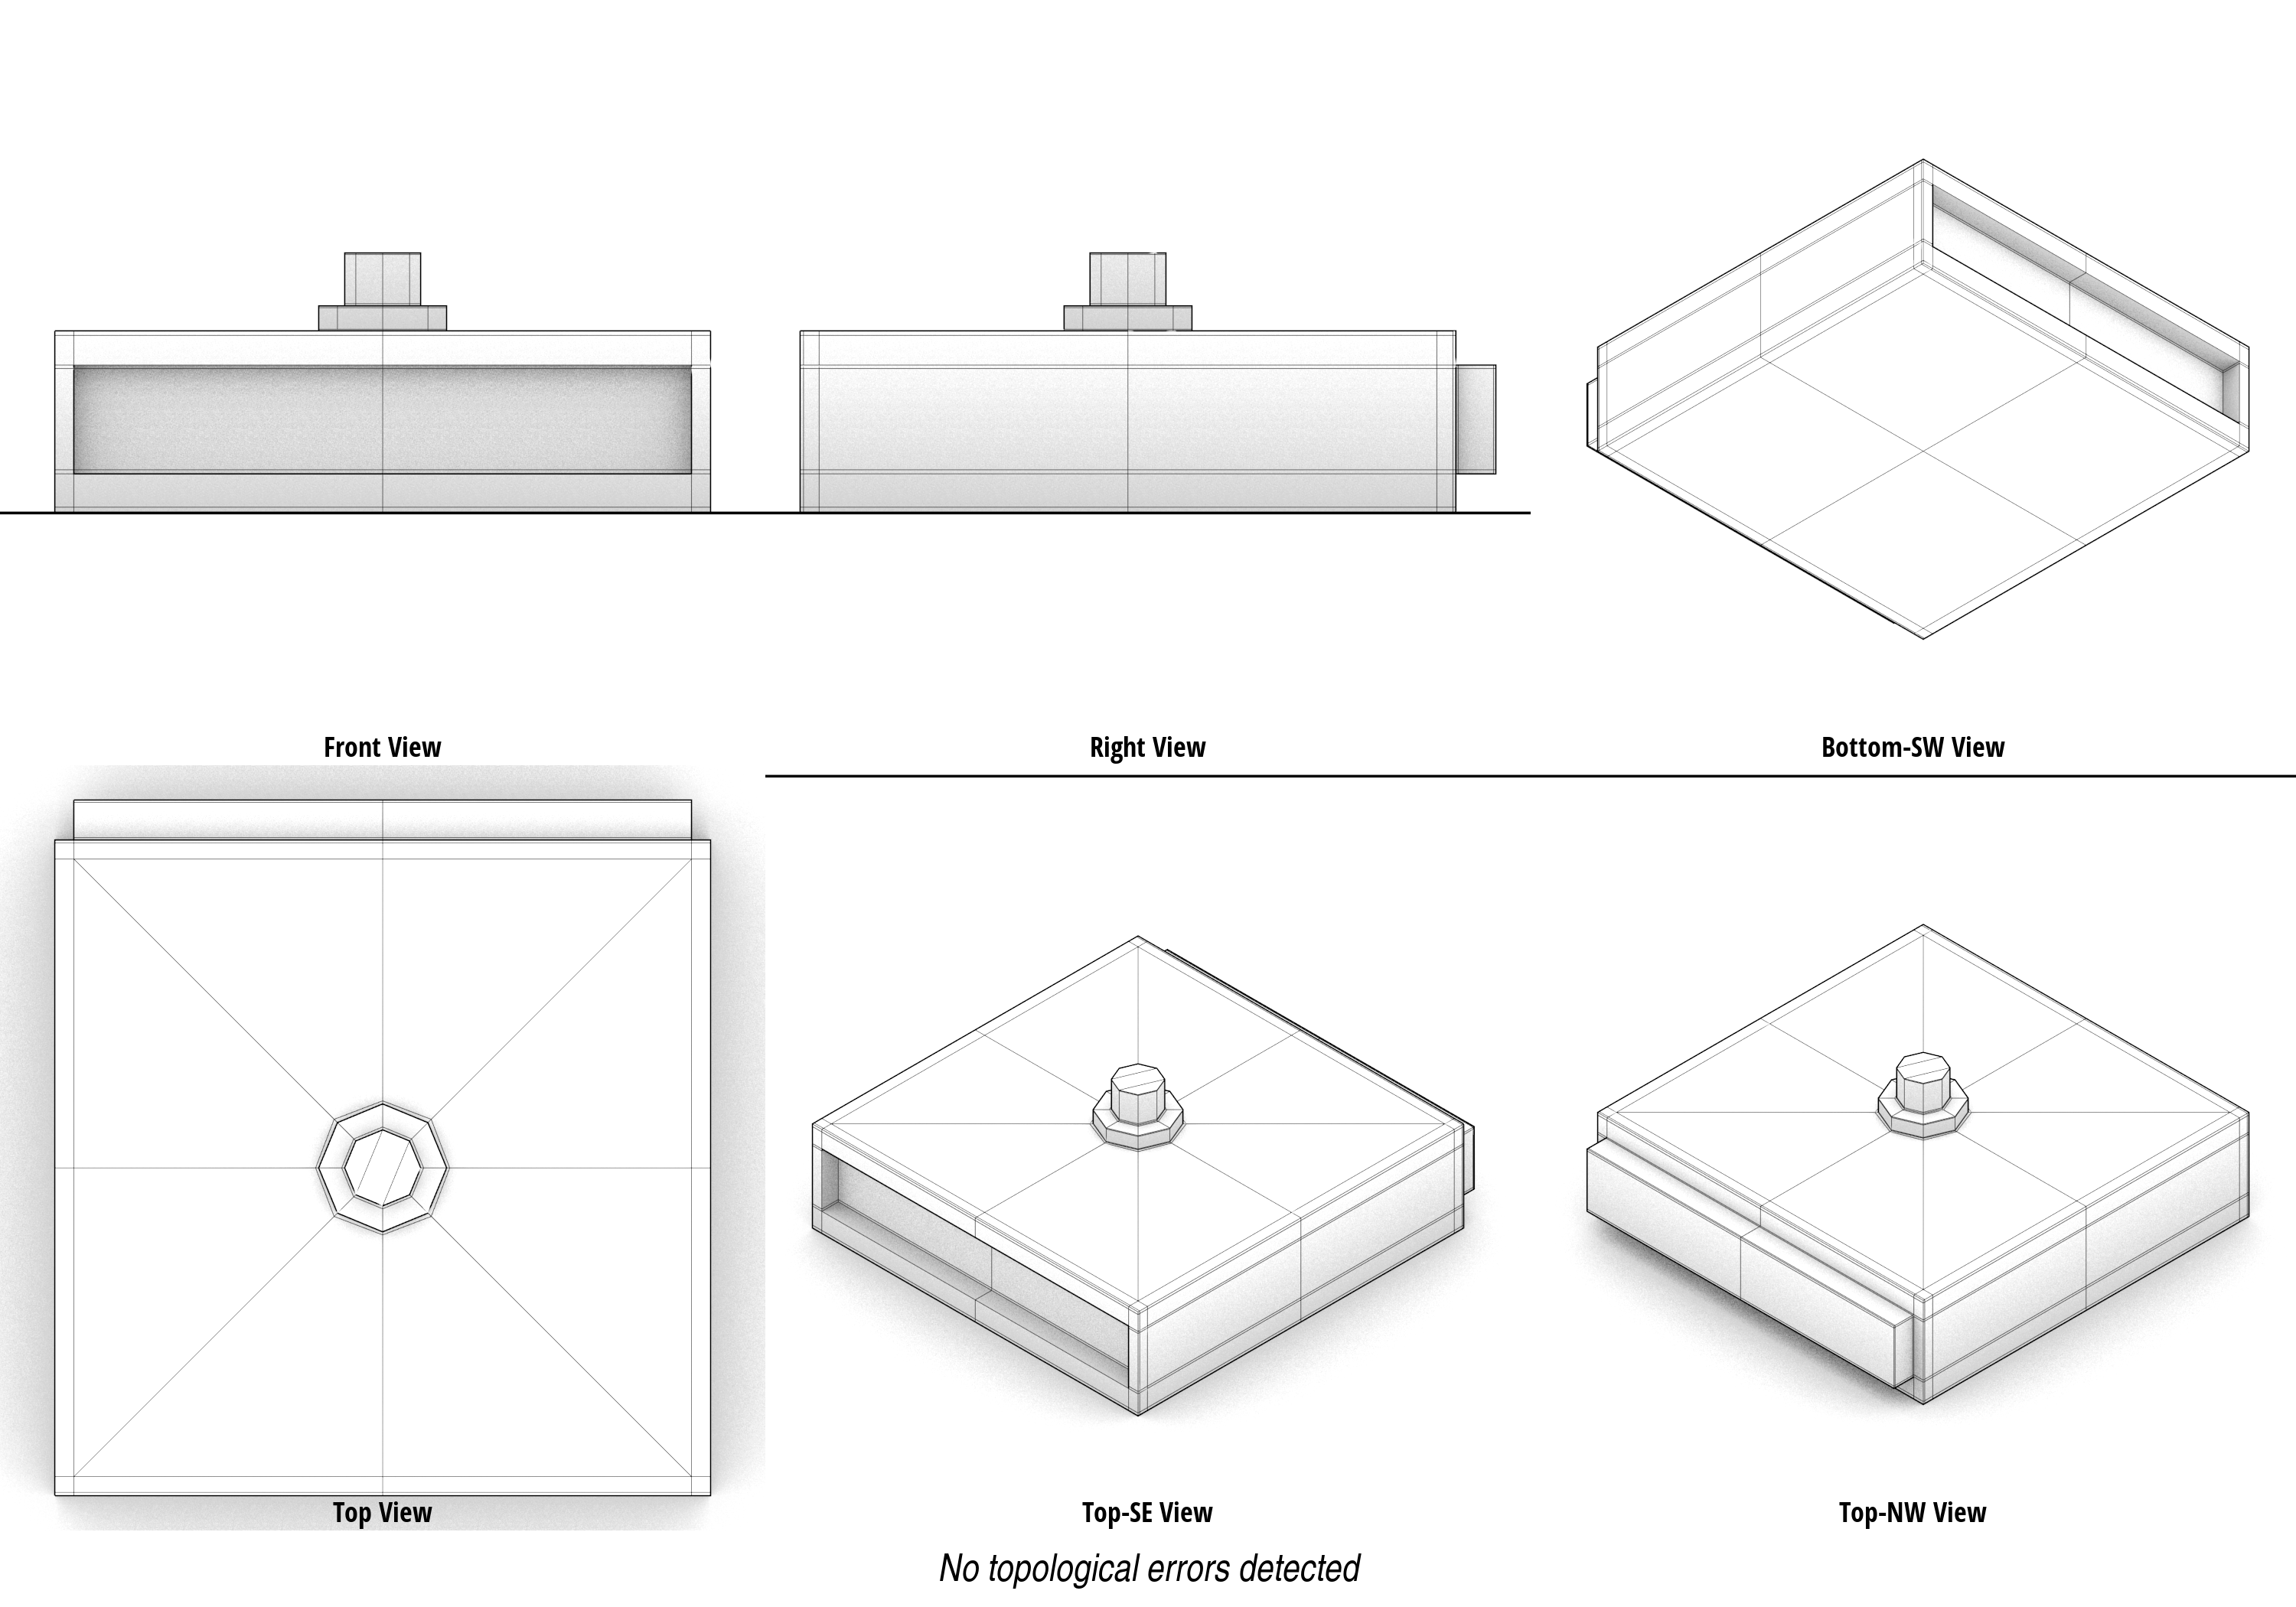 Front View
Right View
Bottom-SW View
Top View
Top-SE View
Top-NW View
No topological errors detected